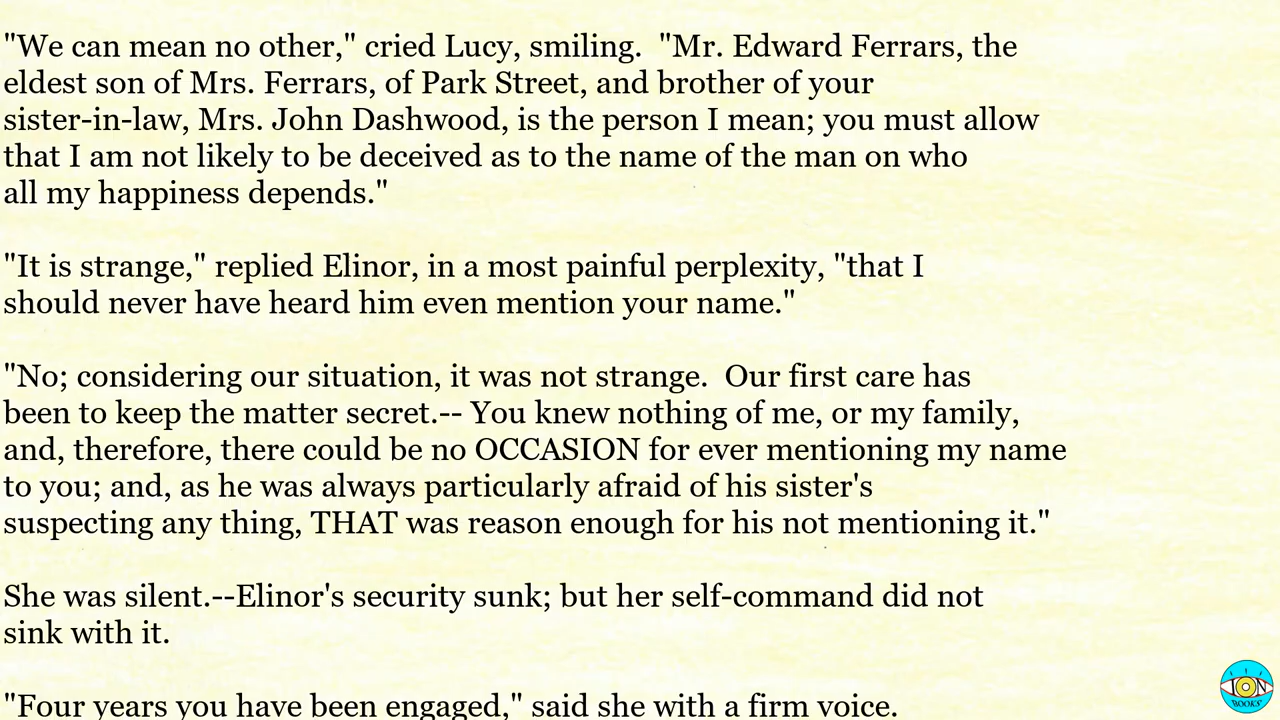 "We can mean no other," cried Lucy, smiling.  "Mr. Edward Ferrars, the
eldest son of Mrs. Ferrars, of Park Street, and brother of your
sister-in-law, Mrs. John Dashwood, is the person I mean; you must allow
that I am not likely to be deceived as to the name of the man on who
all my happiness depends."
"It is strange," replied Elinor, in a most painful perplexity, "that I
should never have heard him even mention your name."
"No; considering our situation, it was not strange.  Our first care has
been to keep the matter secret.-- You knew nothing of me, or my family,
and, therefore, there could be no OCCASION for ever mentioning my name
to you; and, as he was always particularly afraid of his sister's
suspecting any thing, THAT was reason enough for his not mentioning it."
She was silent.--Elinor's security sunk; but her self-command did not
sink with it.
"Four years you have been engaged," said she with a firm voice.
ION
BOOKS